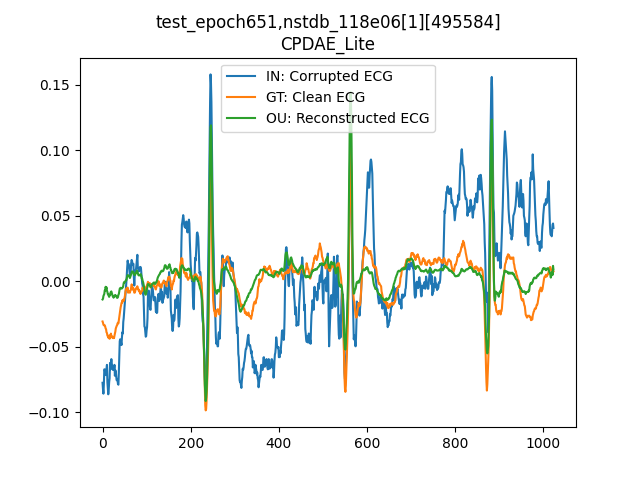 test_epoch651,nstdb_118e06[1][495584]
CPDAE_Lite
IN: Corrupted ECG
GT: Clean ECG
OU: Reconstructed ECG
0.15
0.10
0.05
0.00
−0.05
−0.10
0 200 400 600 800 1000